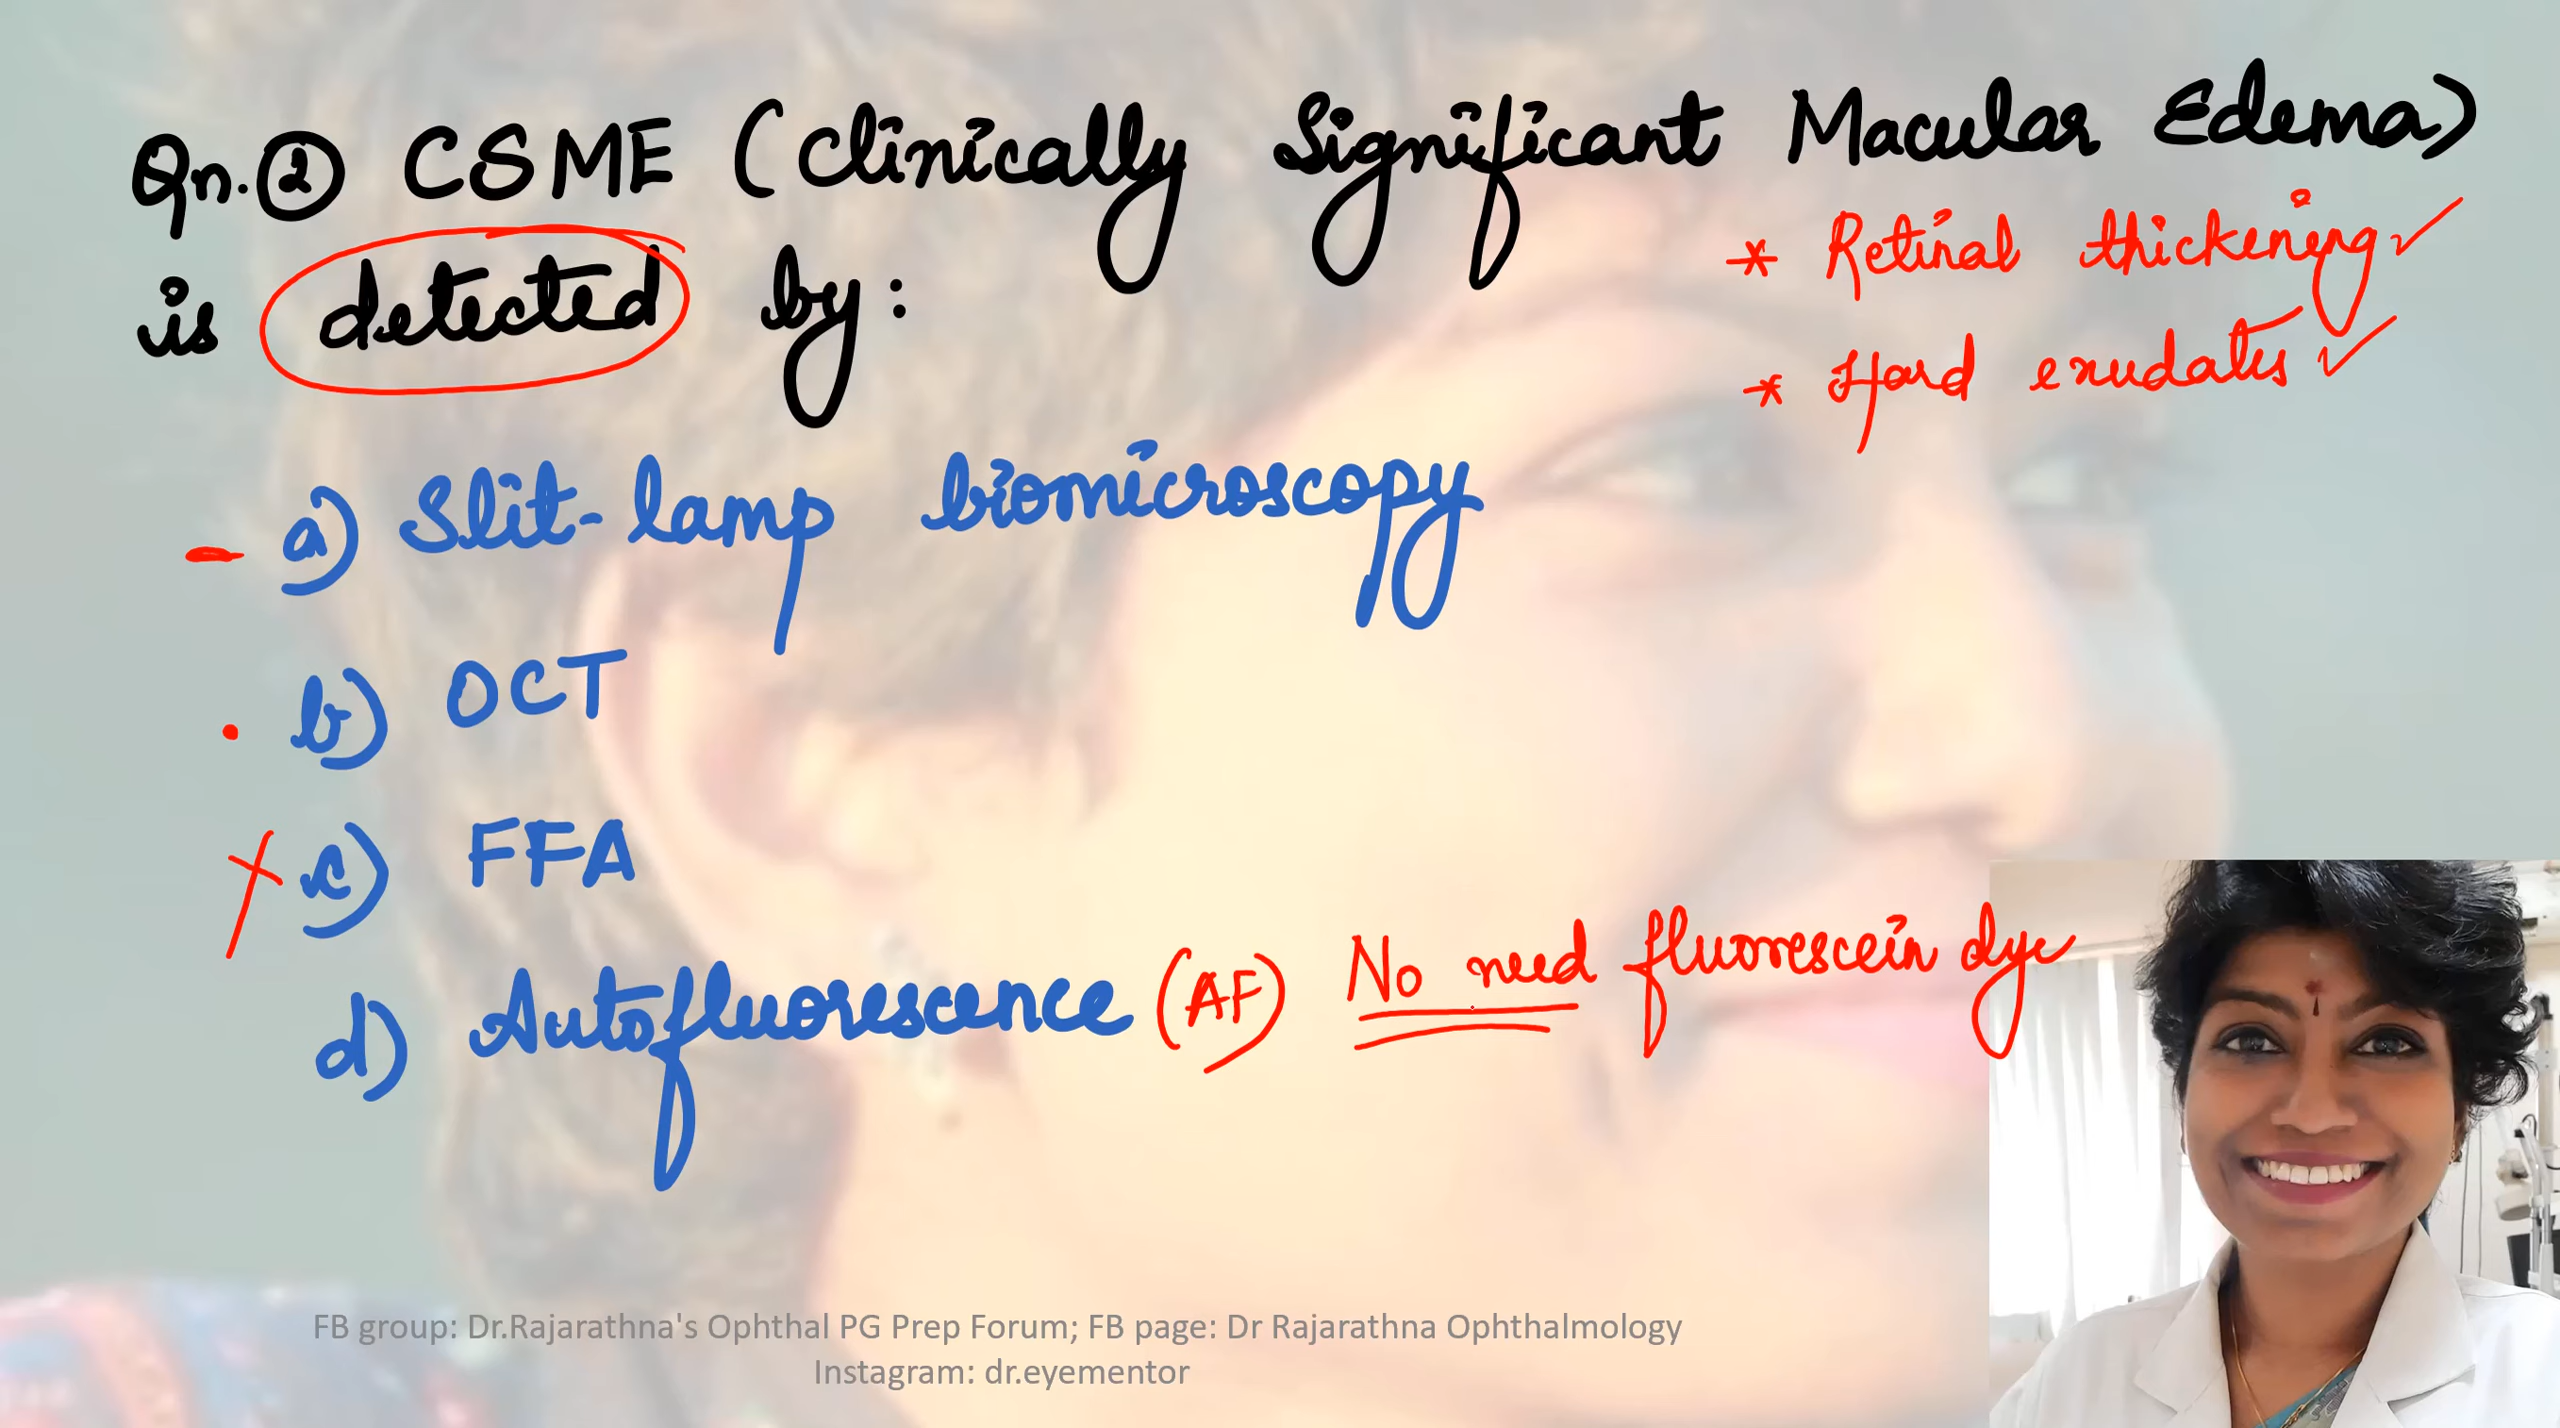 Qn. 2 CSME (Clinically Significant Macular Edema)
is detected by:
* Retinal thickening ✓
* Hard exudates ✓
- a) Slit-lamp biomicroscopy
. b) OCT
X c) FFA
d) Autofluorescence (AF) No need fluorescein dye
FB group: Dr.Rajarathna's Ophthal PG Prep Forum; FB page: Dr Rajarathna Ophthalmology
Instagram: dr.eyementor